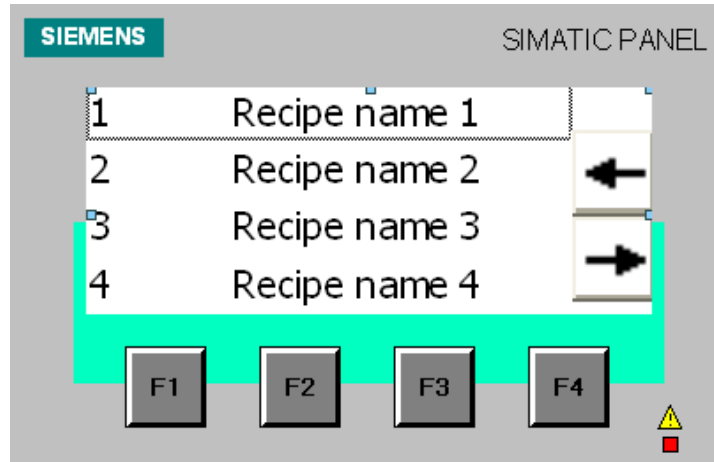 SIEMENS
SIMATIC PANEL
1 Recipe name 1
2 Recipe name 2
3 Recipe name 3
4 Recipe name 4
F1 F2 F3 F4